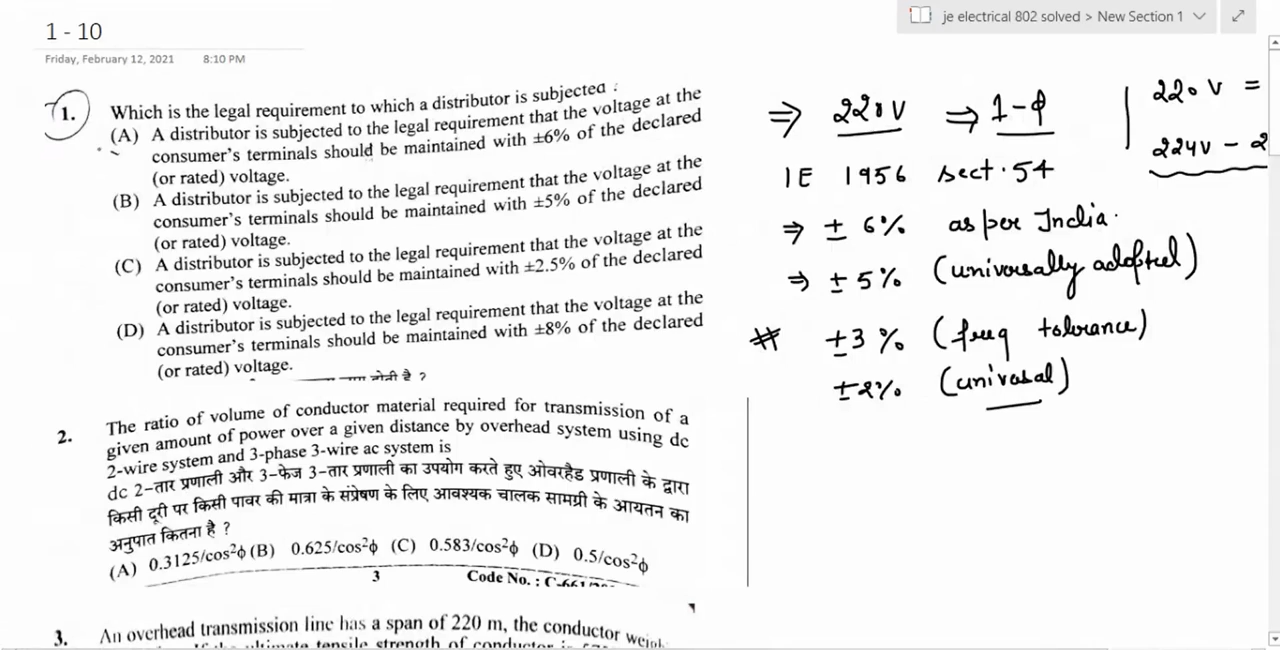 je electrical 802 solved > New Section 1
1 - 10
Friday, February 12, 2021 8:10 PM
1. Which is the legal requirement to which a distributor is subjected :
(A) A distributor is subjected to the legal requirement that the voltage at the
consumer's terminals should be maintained with ±6% of the declared
(or rated) voltage.
(B) A distributor is subjected to the legal requirement that the voltage at the
consumer's terminals should be maintained with ±5% of the declared
(or rated) voltage.
(C) A distributor is subjected to the legal requirement that the voltage at the
consumer's terminals should be maintained with ±2.5% of the declared
(or rated) voltage.
(D) A distributor is subjected to the legal requirement that the voltage at the
consumer's terminals should be maintained with ±8% of the declared
(or rated) voltage.
होती है ?
2. The ratio of volume of conductor material required for transmission of a
given amount of power over a given distance by overhead system using dc
2-wire system and 3-phase 3-wire ac system is
dc 2-तार प्रणाली और 3-फेज 3-तार प्रणाली का उपयोग करते हुए ओवरहैड प्रणाली के द्वारा
किसी दूरी पर किसी पावर की मात्रा के संप्रेषण के लिए आवश्यक चालक सामग्री के आयतन का
अनुपात कितना है ?
(A) 0.3125/cos²ϕ (B) 0.625/cos²ϕ (C) 0.583/cos²ϕ (D) 0.5/cos²ϕ
3 Code No. :
3. An overhead transmission line has a span of 220 m, the conductor
ultimate tensile strength of conductor
⇒ 220V ⇒ 1-ϕ
IE 1956 sect. 54
⇒ ± 6% as per India.
⇒ ± 5% (universally adopted)
# ±3 % (freq tolerance)
±2% (univasal)
220 V =
224V - 2